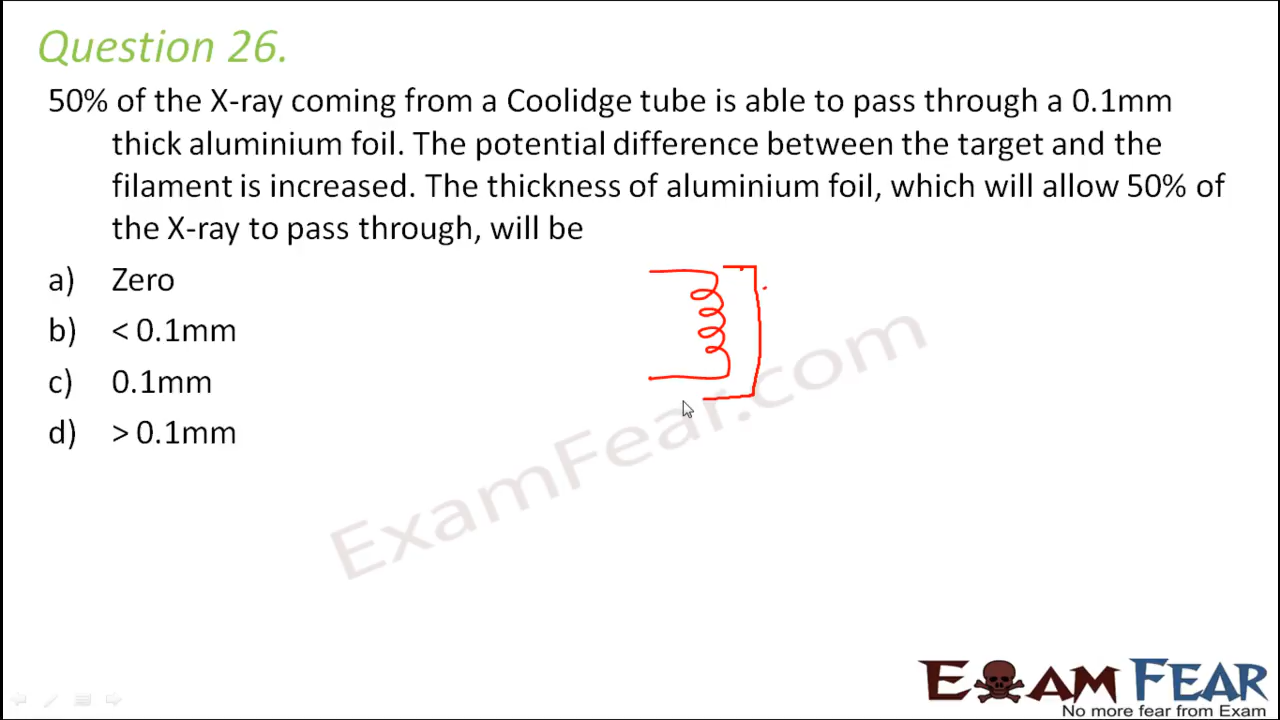 Question 26.
50% of the X-ray coming from a Coolidge tube is able to pass through a 0.1mm
thick aluminium foil. The potential difference between the target and the
filament is increased. The thickness of aluminium foil, which will allow 50% of
the X-ray to pass through, will be
a) Zero
b) < 0.1mm
c) 0.1mm
d) > 0.1mm
ExamFear.com
EXAM FEAR
No more fear from Exam